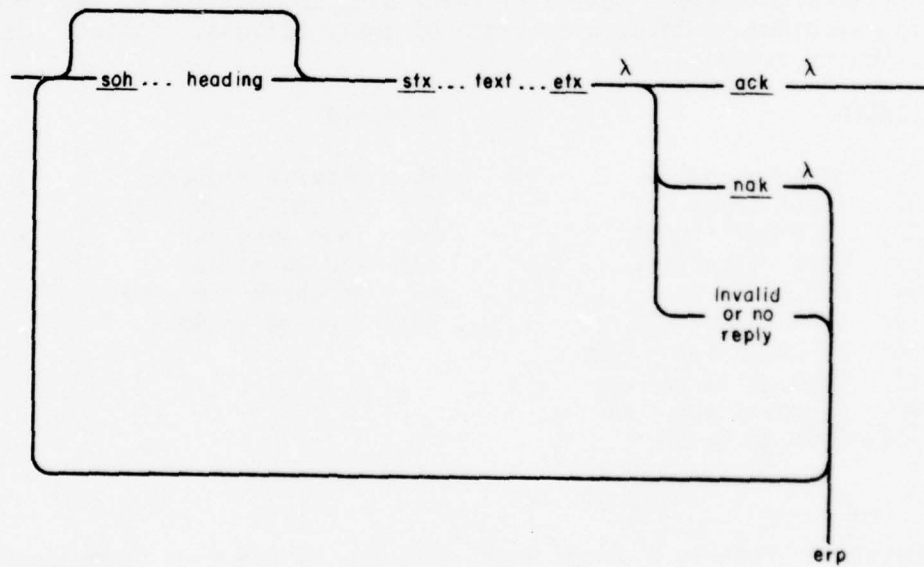 soh ... heading
stx ... text ... etx
λ
ack
λ
nak
λ
Invalid
or no
reply
erp